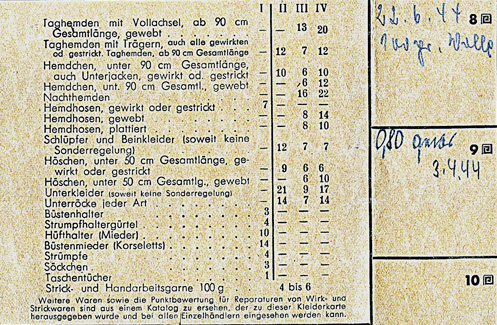 I II III IV
Taghemden mit Vollachsel, ab 90 cm
Gesamtlänge, gewebt . . . . . — — 13 20
Taghemden mit Trägern, auch alle gewirkten
od. gestrickt. Taghemden, ab 90 cm Gesamtlänge — 12 7 12
Hemdchen, unter 90 cm Gesamtlänge,
auch Unterjacken, gewirkt od. gestrickt — 10 6 10
Hemdchen, unt. 90 cm Gesamtl., gewebt — — 6 12
Nachthemden . . . . . — — 16 22
Hemdhosen, gewirkt oder gestrickt . 7 — — —
Hemdhosen, gewebt . . . . . — — 8 14
Hemdhosen, plattiert . . . . . — — 8 10
Schlüpfer und Beinkleider (soweit keine
Sonderregelung) . . . . . — 12 7 7
Höschen, unter 50 cm Gesamtlänge, ge-
wirkt oder gestrickt . . . . . — 9 6 6
Höschen, unter 50 cm Gesamtlg., gewebt — — 6 10
Unterkleider (soweit keine Sonderregelung) — 21 9 17
Unterröcke jeder Art . . . . . — 14 7 14
Büstenhalter . . . . . 3 — — —
Strumpfhaltergürtel . . . . . 4 — — —
Hüfthalter (Mieder) . . . . . 10 — — —
Büstenmieder (Korseletts) . . . . . 14 — — —
Strümpfe . . . . . 4 — — —
Söckchen . . . . . 3 — — —
Taschentücher . . . . . 1 — — —
Strick- und Handarbeitsgarne 100 g 4 bis 6
Weitere Waren sowie die Punktbewertung für Reparaturen von Wirk- und
Strickwaren sind aus einem Katalog zu ersehen, der zu dieser Kleiderkarte
herausgegeben wurde und bei allen Einzelhändlern eingesehen werden kann.
22.6.44 8
100 gr.
9
3.4.44
10